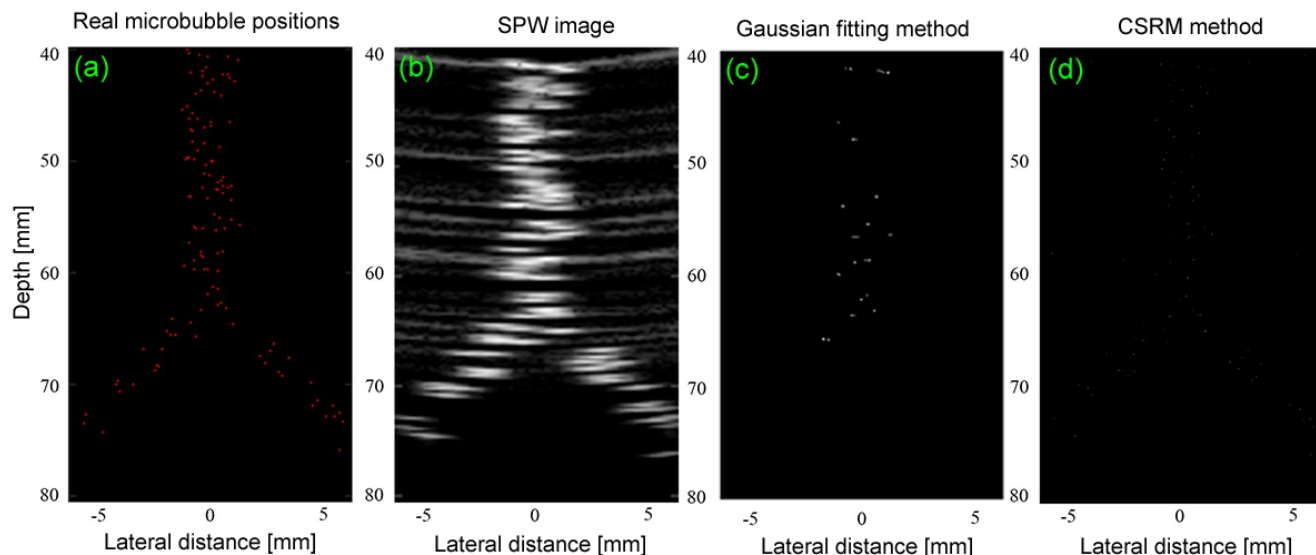 Real microbubble positions
SPW image
Gaussian fitting method
CSRM method
(a)
(b)
(c)
(d)
Depth [mm]
40
50
60
70
80
40
50
60
70
80
40
50
60
70
80
40
50
60
70
80
-5 0 5
-5 0 5
-5 0 5
-5 0 5
Lateral distance [mm]
Lateral distance [mm]
Lateral distance [mm]
Lateral distance [mm]